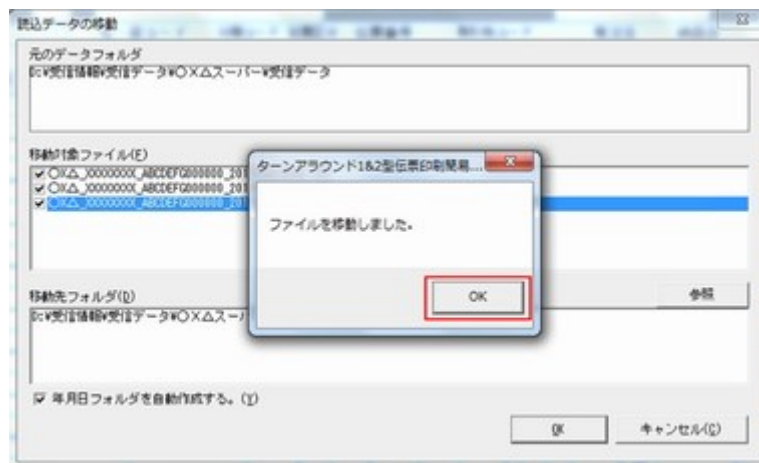 読込データの移動
元のデータフォルダ
D:¥受信情報¥受信データ¥○×△スーパー¥受信データ
移動対象ファイル(E)
○X△_XXXXXXXX_ABCDEFG000000_201
○X△_XXXXXXXX_ABCDEFG000000_201
○X△_XXXXXXXX_ABCDEFG000000_201
ターンアラウンド1&2型伝票印刷簡易...
ファイルを移動しました。
OK
移動先フォルダ(D)
参照
D:¥受信情報¥受信データ¥○×△スーパ
年月日フォルダを自動作成する。(Y)
OK
キャンセル(C)